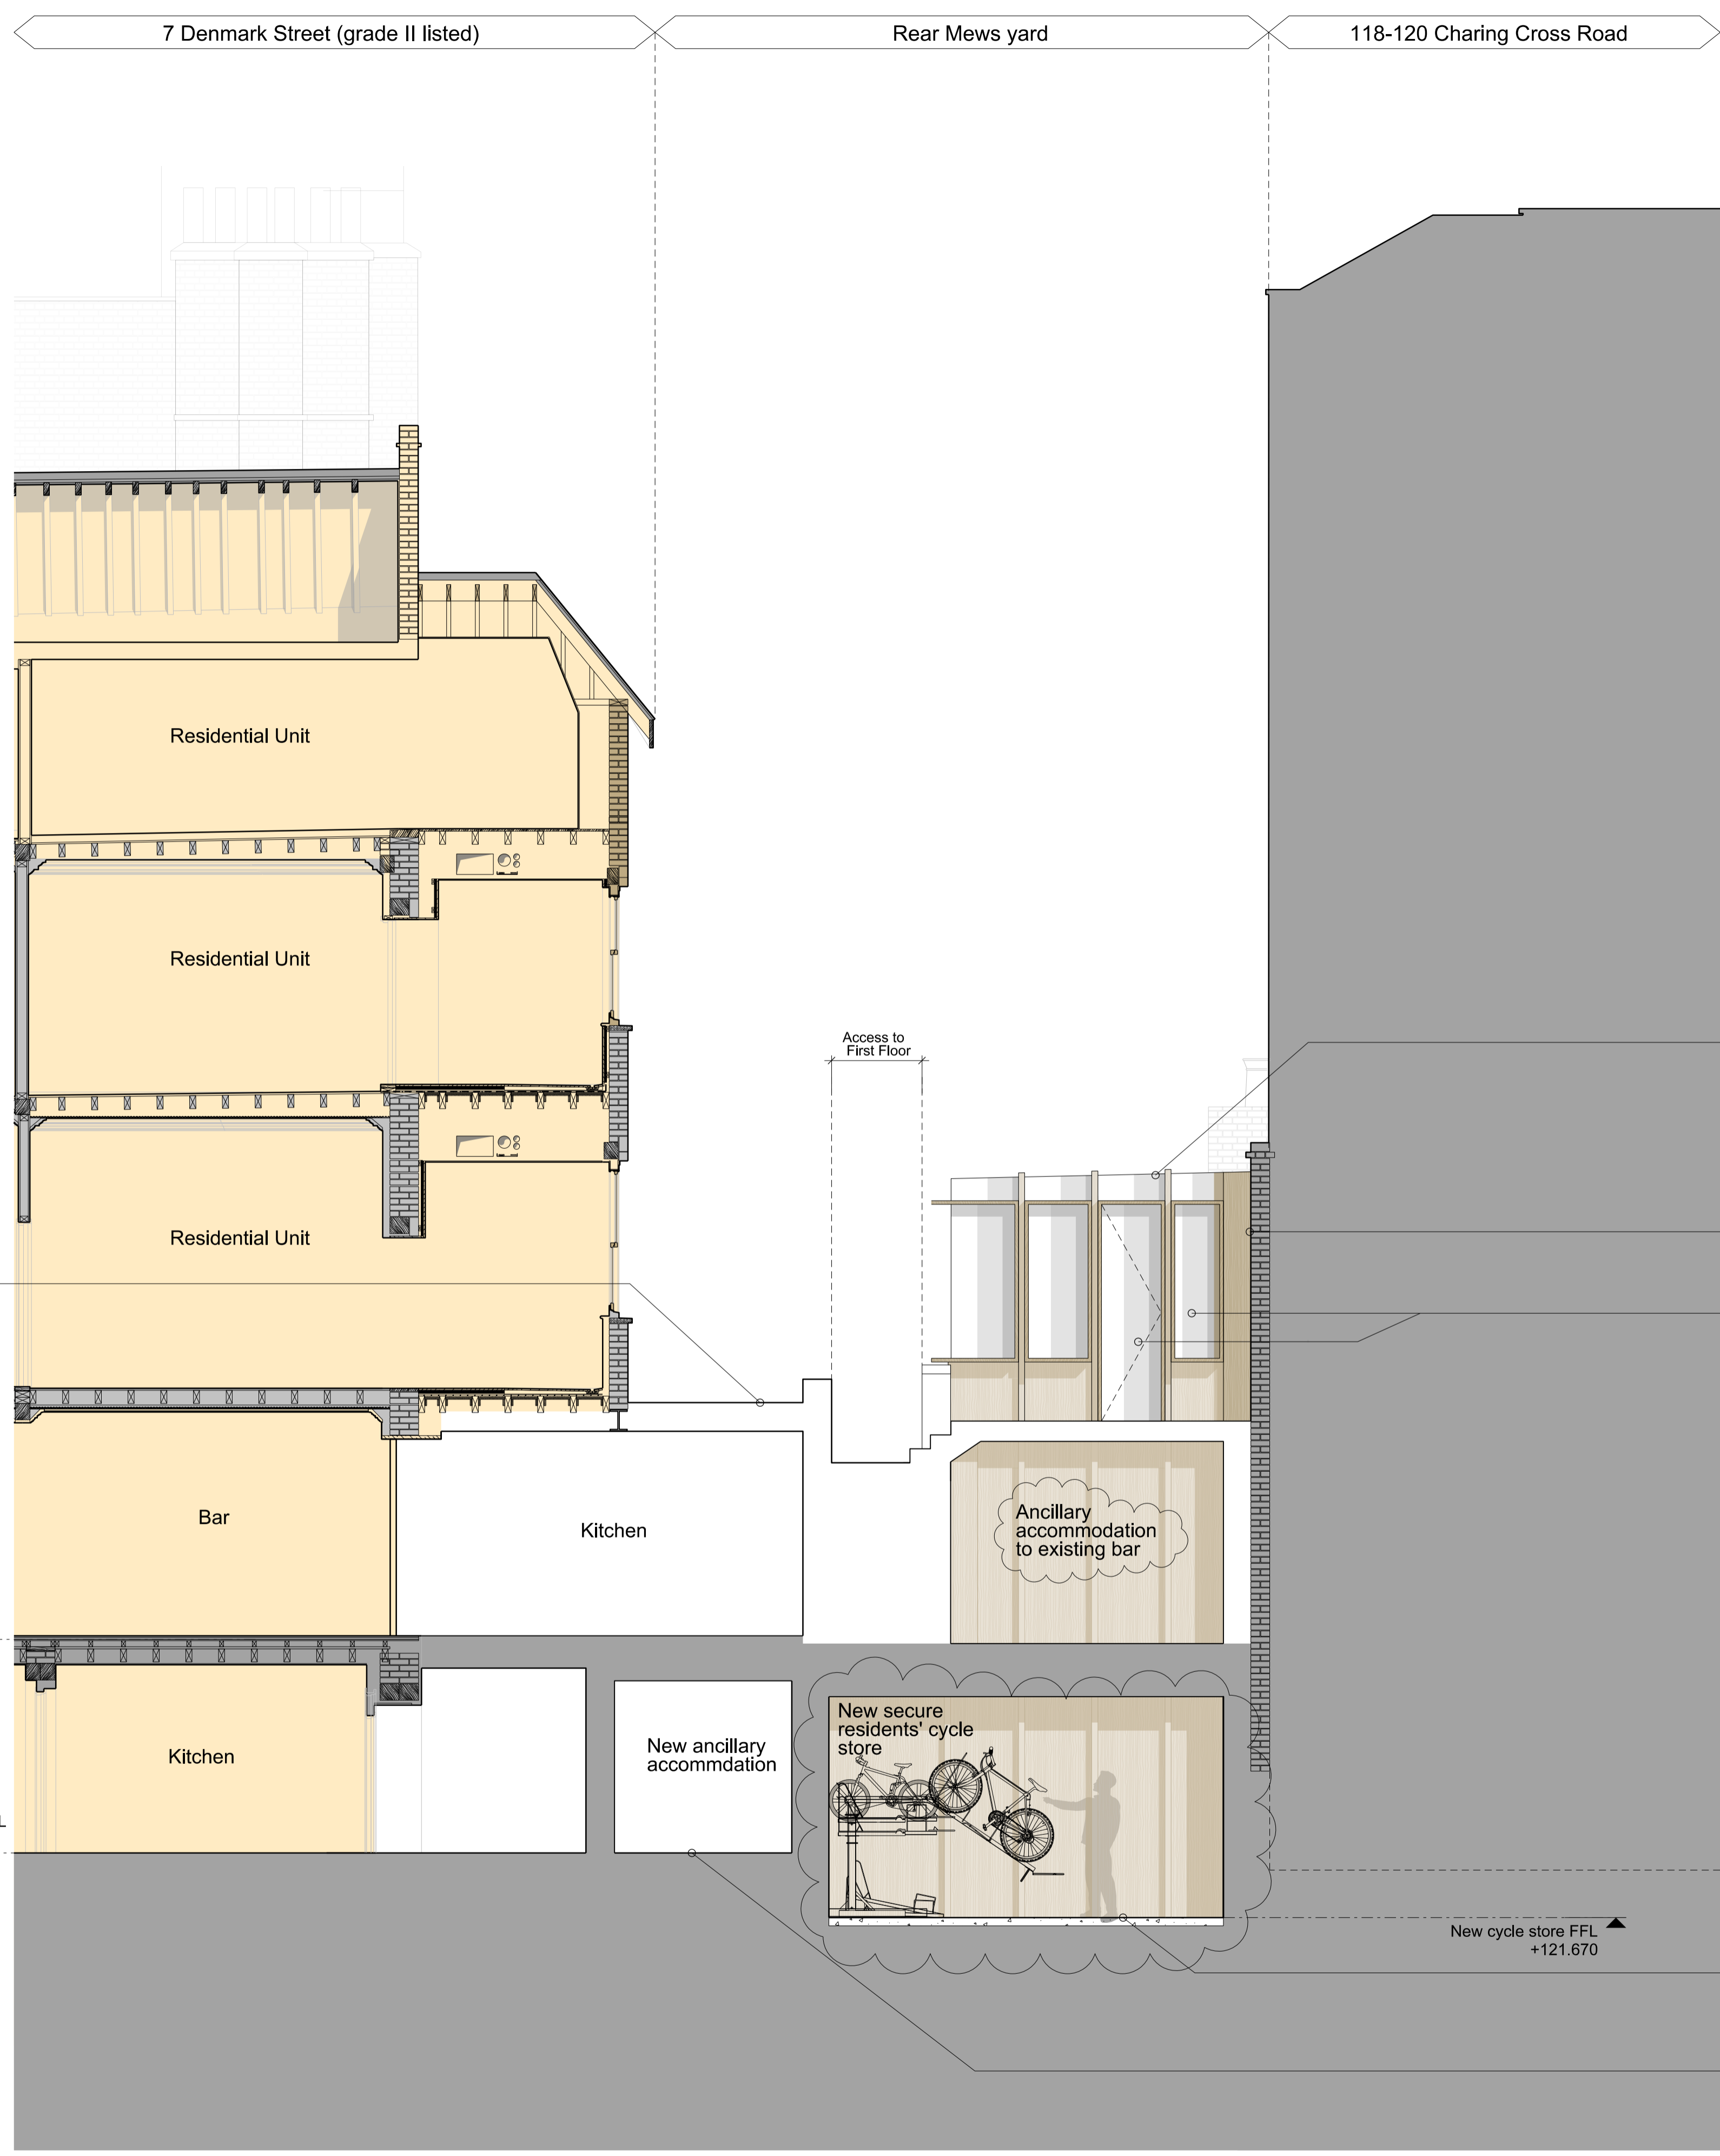 7 Denmark Street (grade II listed)
Rear Mews yard
118-120 Charing Cross Road
Residential Unit
Residential Unit
Access to
First Floor
Residential Unit
Bar
Kitchen
Ancillary
accommodation
to existing bar
Kitchen
New ancillary
accommdation
New secure
residents' cycle
store
New cycle store FFL
+121.670